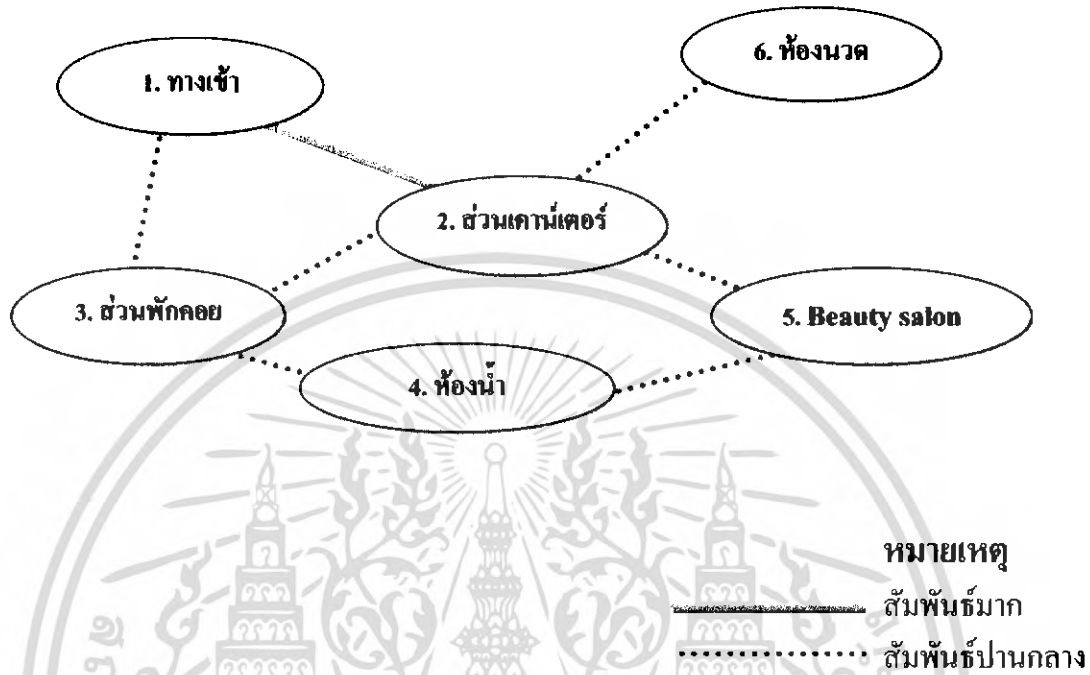 1. ทางเข้า
6. ห้องนวด
2. ส่วนเคาน์เตอร์
3. ส่วนพักคอย
5. Beauty salon
4. ห้องน้ำ
หมายเหตุ
สัมพันธ์มาก
สัมพันธ์ปานกลาง